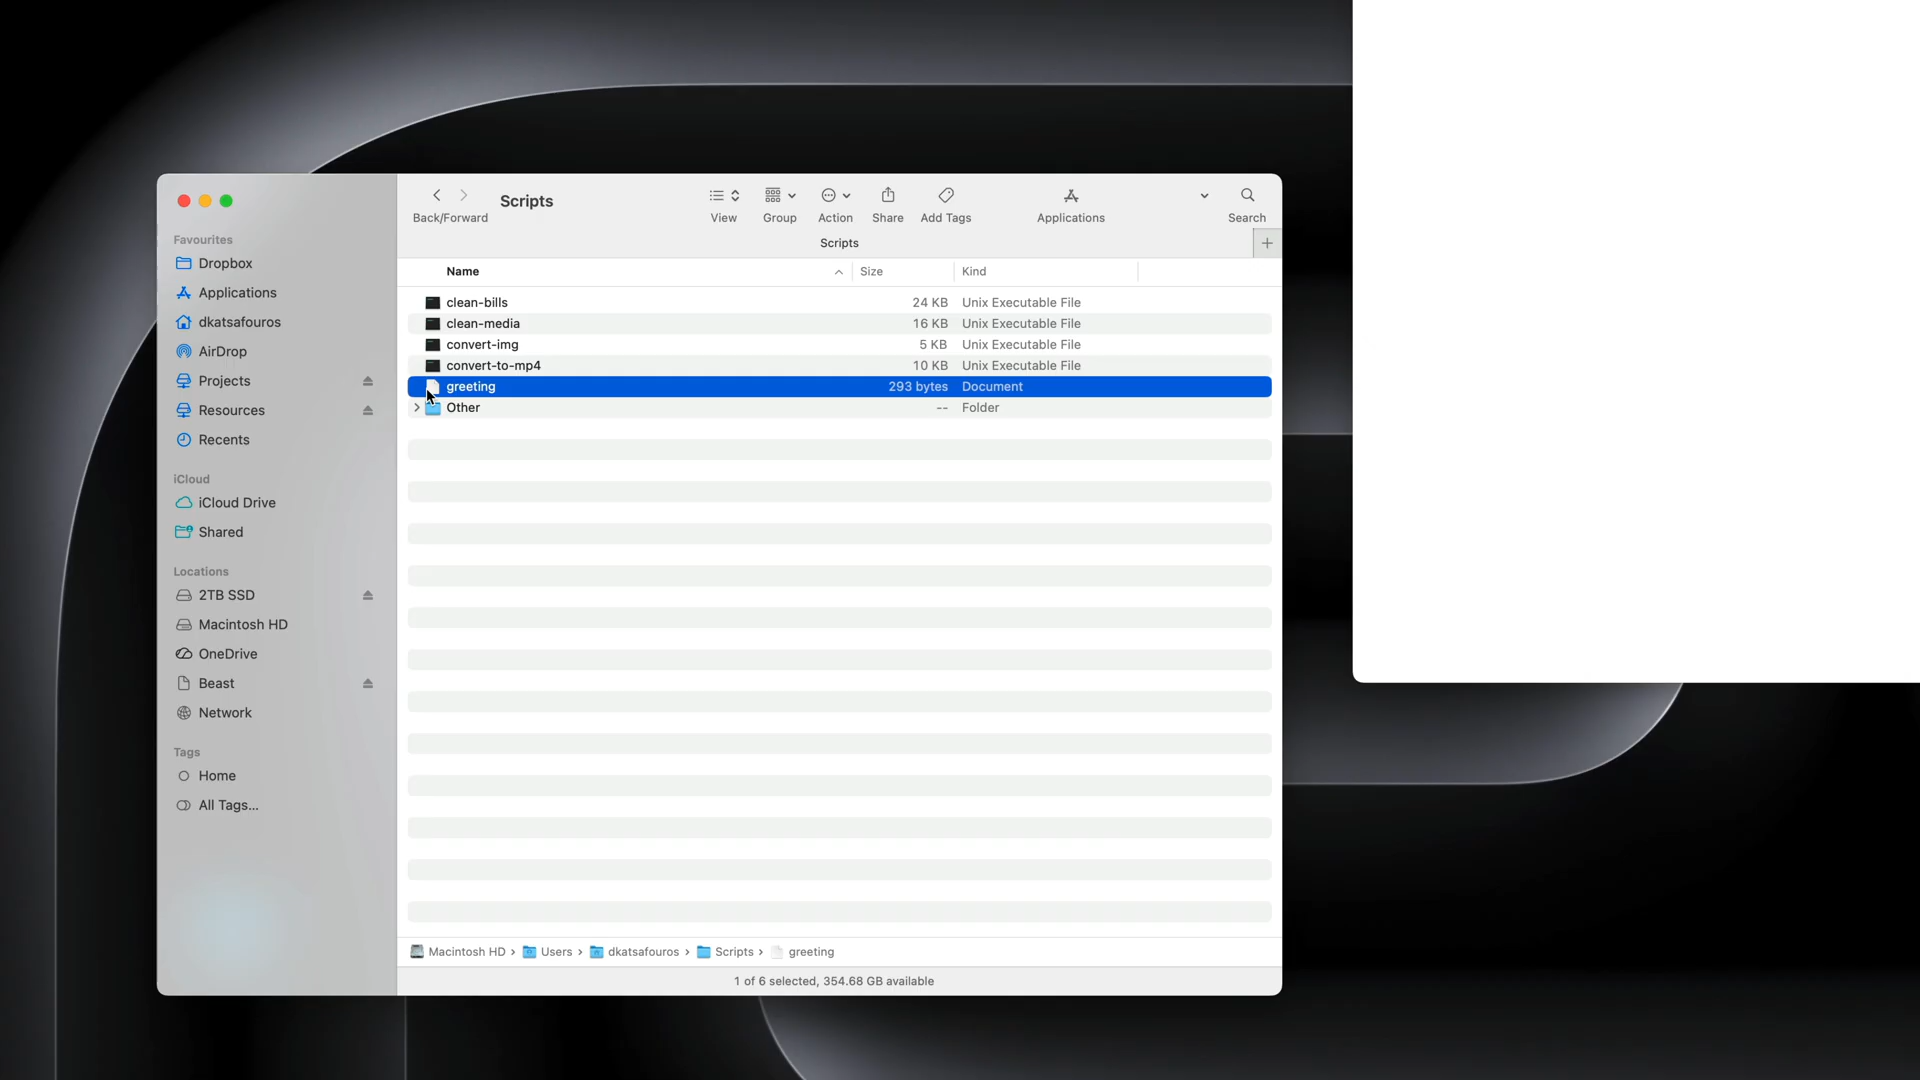 Scripts
Back/Forward
View
Group
Action
Share
Add Tags
Applications
Search
Scripts
Favourites
Dropbox
Applications
dkatsafouros
AirDrop
Projects
Resources
Recents
iCloud
iCloud Drive
Shared
Locations
2TB SSD
Macintosh HD
OneDrive
Beast
Network
Tags
Home
All Tags...
Name Size Kind
clean-bills 24 KB Unix Executable File
clean-media 16 KB Unix Executable File
convert-img 5 KB Unix Executable File
convert-to-mp4 10 KB Unix Executable File
greeting 293 bytes Document
Other -- Folder
Macintosh HD › Users › dkatsafouros › Scripts › greeting
1 of 6 selected, 354.68 GB available